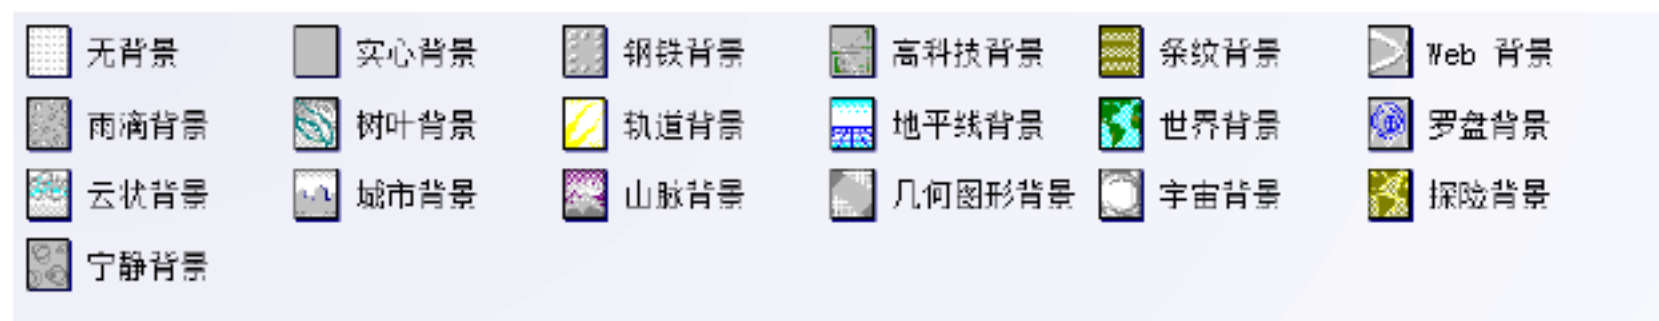 无背景 实心背景 钢铁背景 高科技背景 条纹背景 Web 背景
雨滴背景 树叶背景 轨道背景 地平线背景 世界背景 罗盘背景
云状背景 城市背景 山脉背景 几何图形背景 宇宙背景 探险背景
宁静背景